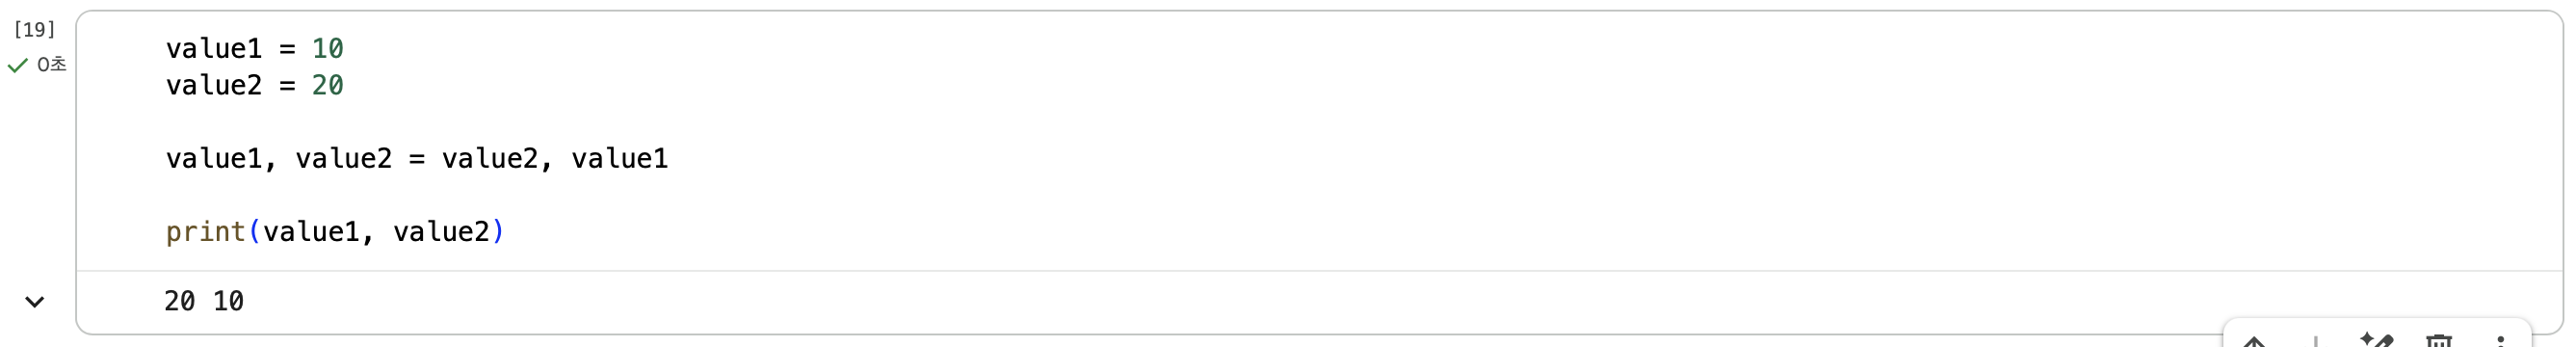 [19]
0초
value1 = 10
value2 = 20
value1, value2 = value2, value1
print(value1, value2)
20 10